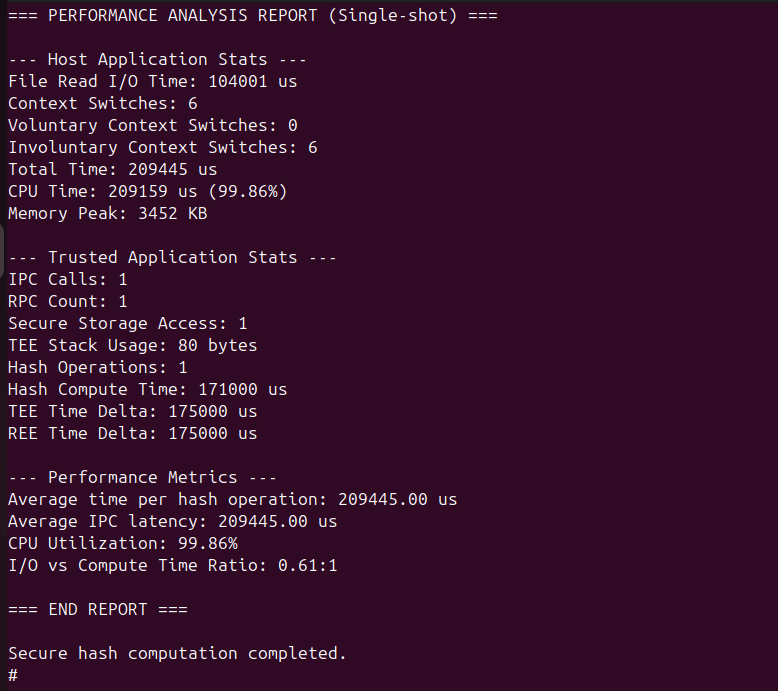 === PERFORMANCE ANALYSIS REPORT (Single-shot) ===
--- Host Application Stats ---
File Read I/O Time: 104001 us
Context Switches: 6
Voluntary Context Switches: 0
Involuntary Context Switches: 6
Total Time: 209445 us
CPU Time: 209159 us (99.86%)
Memory Peak: 3452 KB
--- Trusted Application Stats ---
IPC Calls: 1
RPC Count: 1
Secure Storage Access: 1
TEE Stack Usage: 80 bytes
Hash Operations: 1
Hash Compute Time: 171000 us
TEE Time Delta: 175000 us
REE Time Delta: 175000 us
--- Performance Metrics ---
Average time per hash operation: 209445.00 us
Average IPC latency: 209445.00 us
CPU Utilization: 99.86%
I/O vs Compute Time Ratio: 0.61:1
=== END REPORT ===
Secure hash computation completed.
#